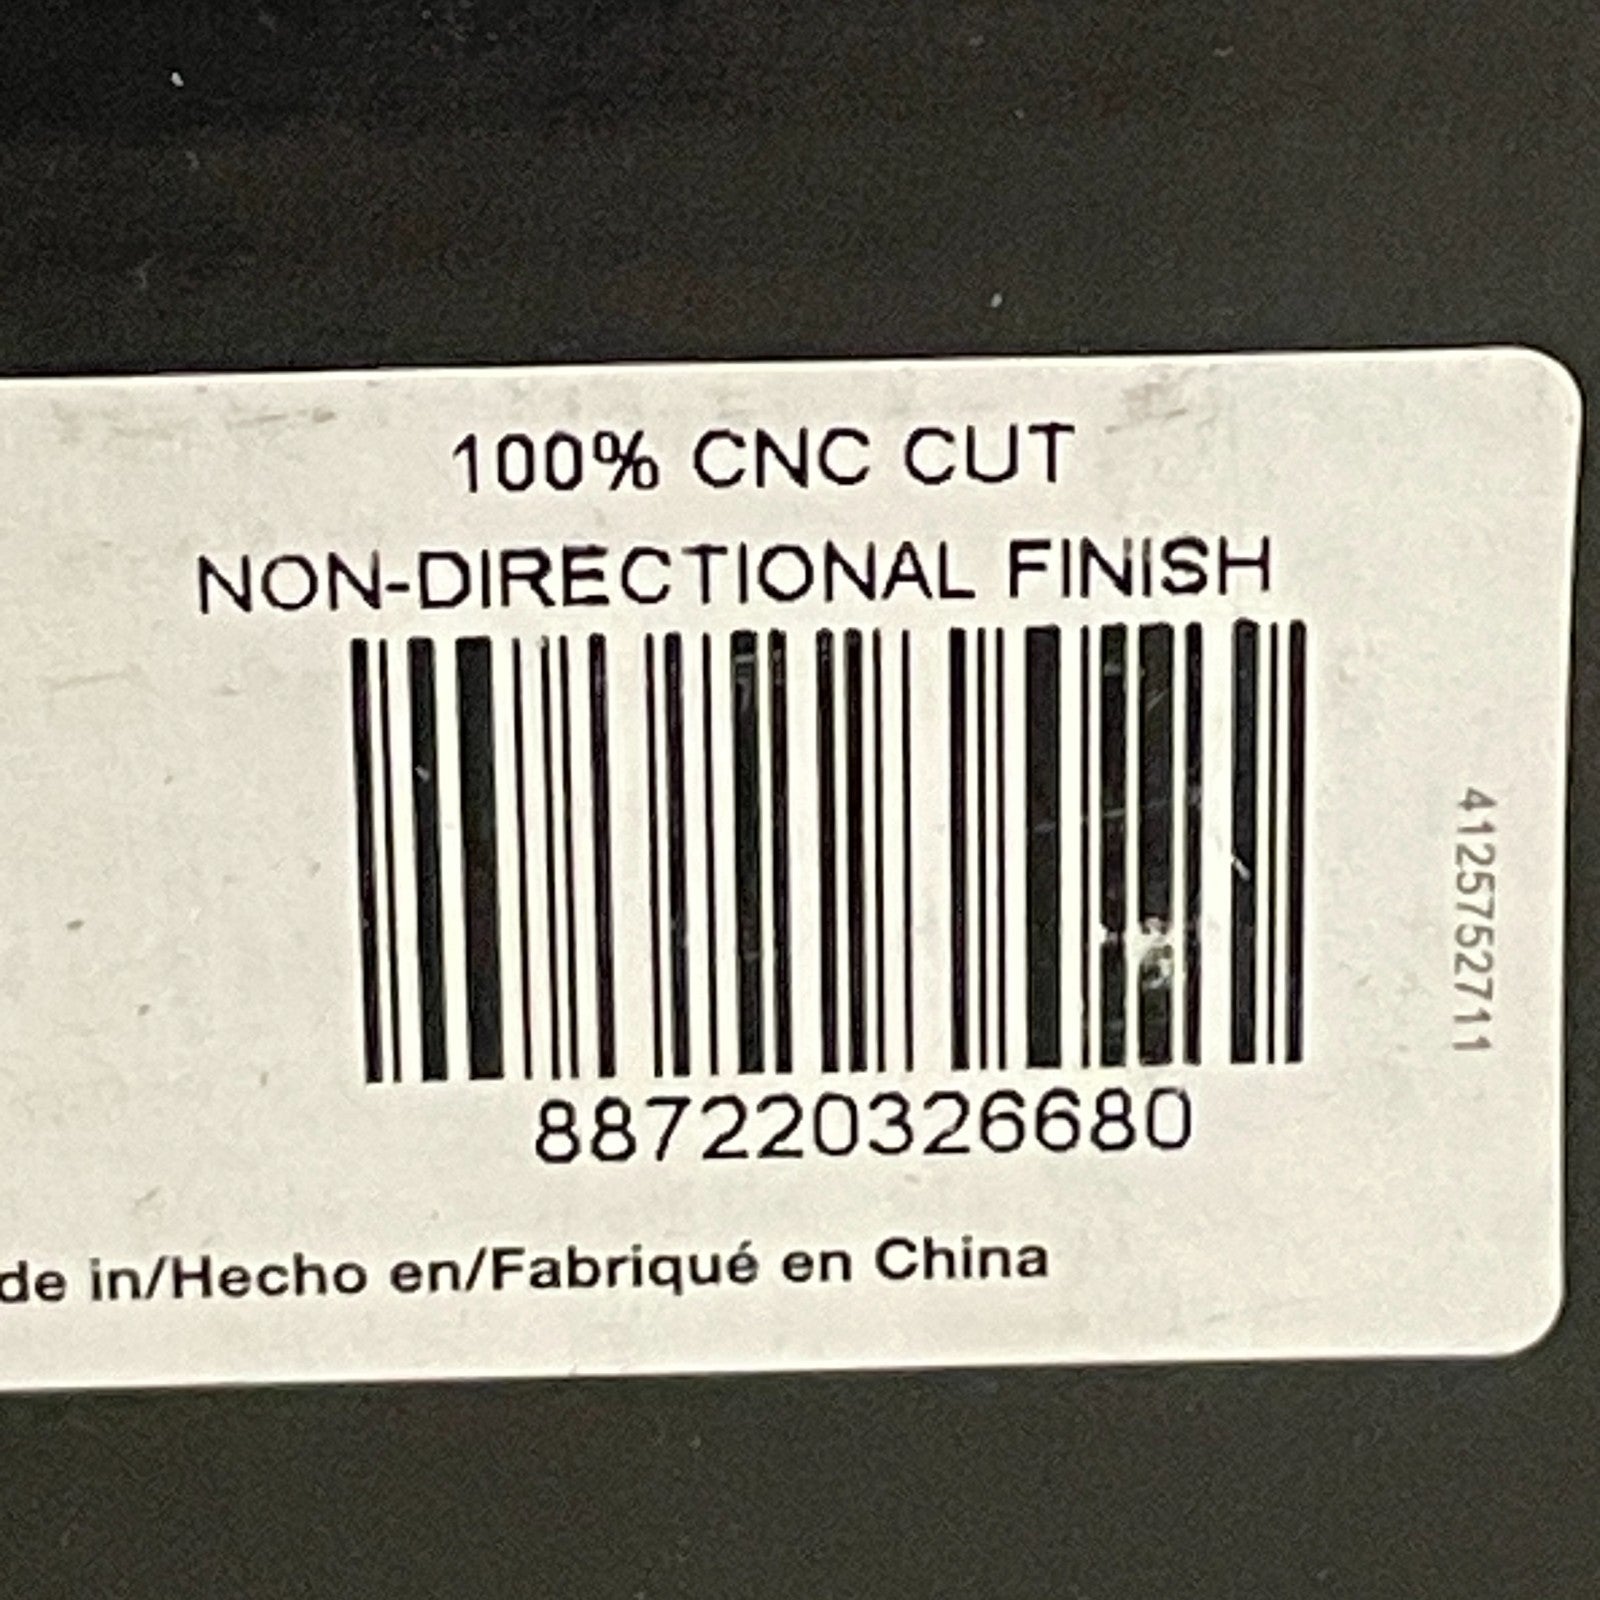 100% CNC CUT
NON-DIRECTIONAL FINISH
887220326680
4125752711
de in/Hecho en/Fabriqué en China